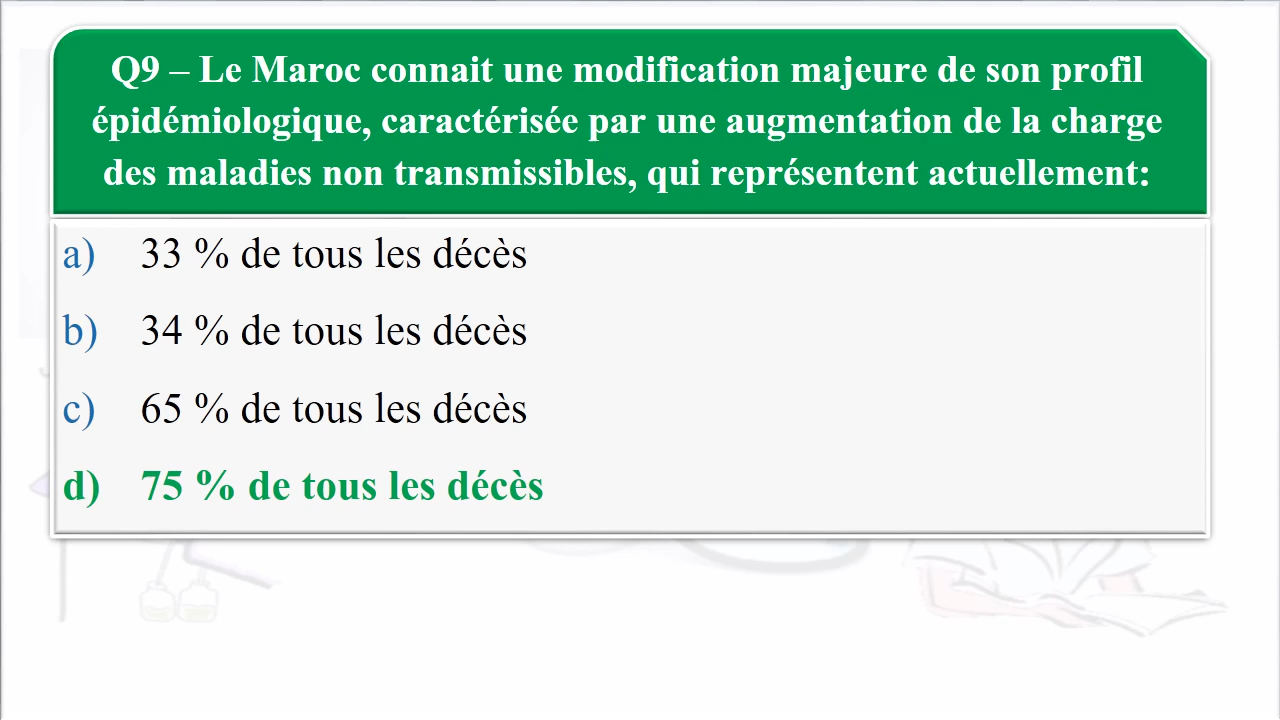 Q9 – Le Maroc connait une modification majeure de son profil
épidémiologique, caractérisée par une augmentation de la charge
des maladies non transmissibles, qui représentent actuellement:
a) 33 % de tous les décès
b) 34 % de tous les décès
c) 65 % de tous les décès
d) 75 % de tous les décès